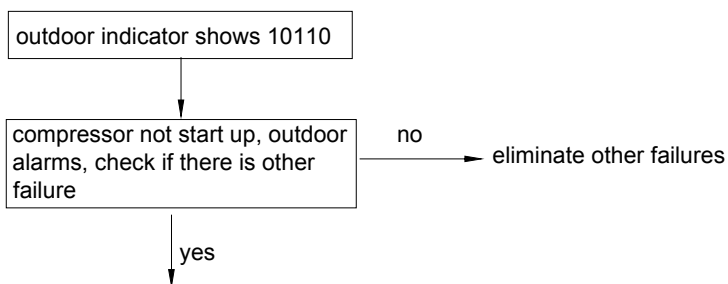 outdoor indicator shows 10110
compressor not start up, outdoor
alarms, check if there is other
failure
no
eliminate other failures
yes